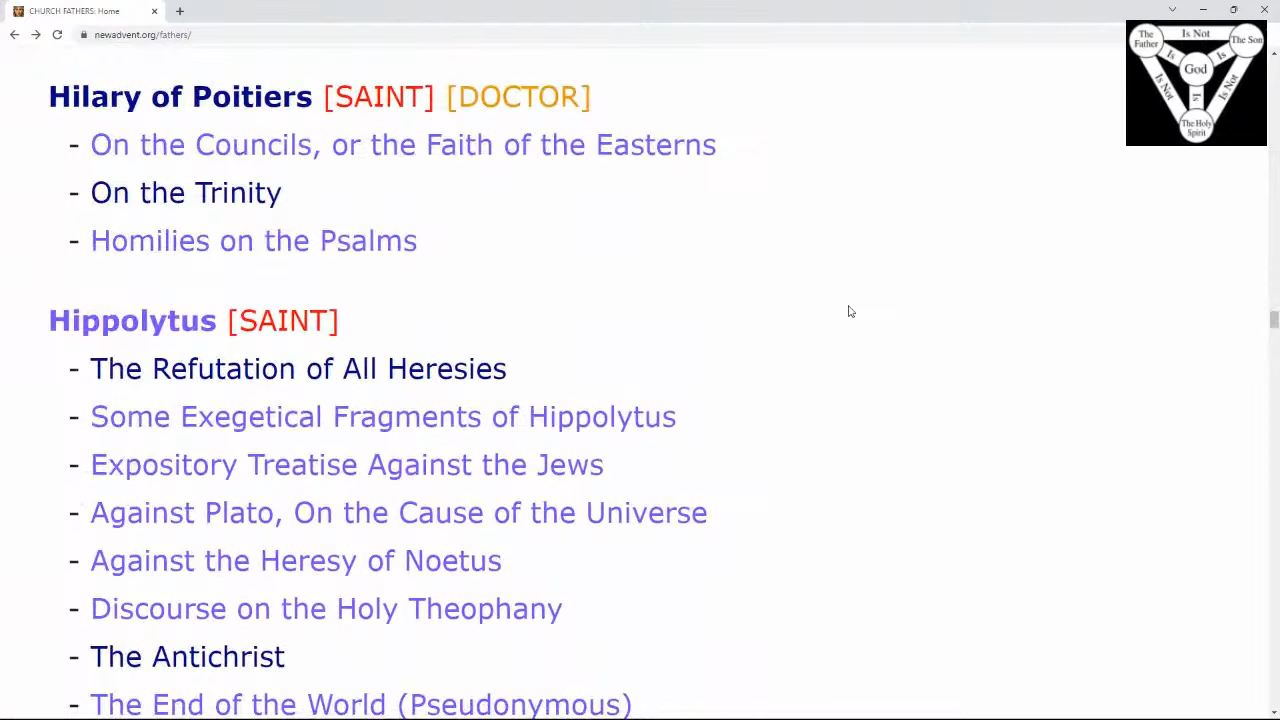 CHURCH FATHERS: Home
newadvent.org/fathers/
Hilary of Poitiers [SAINT] [DOCTOR]
- On the Councils, or the Faith of the Easterns
- On the Trinity
- Homilies on the Psalms
Hippolytus [SAINT]
- The Refutation of All Heresies
- Some Exegetical Fragments of Hippolytus
- Expository Treatise Against the Jews
- Against Plato, On the Cause of the Universe
- Against the Heresy of Noetus
- Discourse on the Holy Theophany
- The Antichrist
- The End of the World (Pseudonymous)
The Father
Is Not
The Son
Is
God
Is
Is Not
Is
Is Not
The Holy Spirit